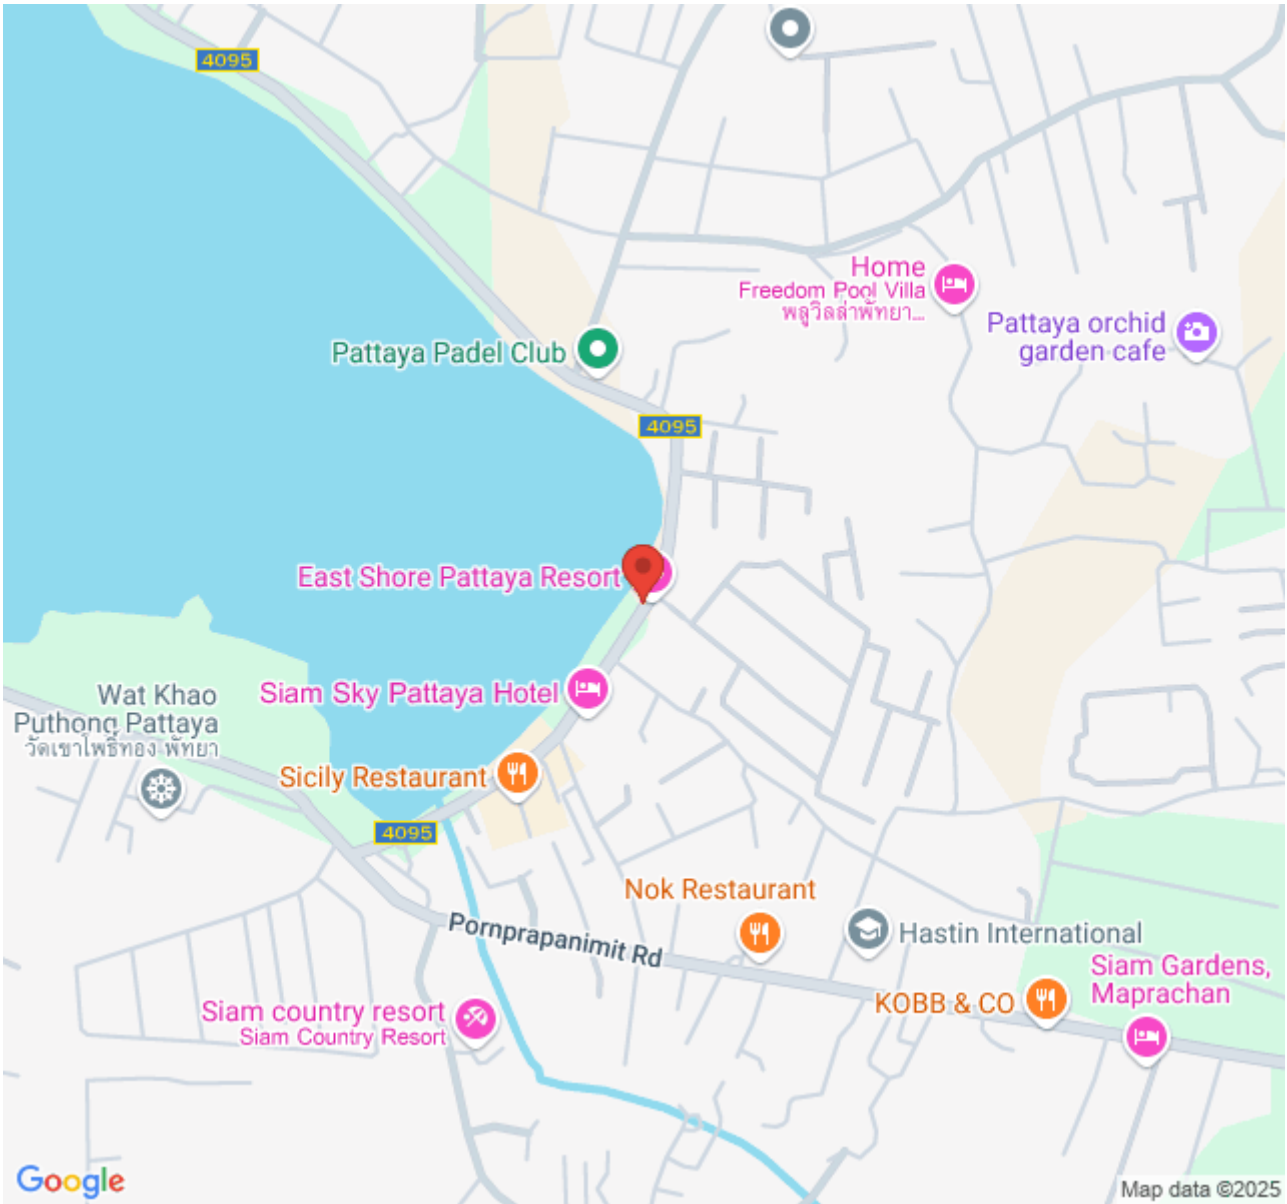 4095
Home
Freedom Pool Villa
พลูวิลล่าพัทยา...
Pattaya orchid
garden cafe
Pattaya Padel Club
4095
East Shore Pattaya Resort
Siam Sky Pattaya Hotel
Wat Khao
Puthong Pattaya
วัดเขาโพธิ์ทอง พัทยา
Sicily Restaurant
4095
Nok Restaurant
Pornprapanimit Rd
Hastin International
Siam Gardens,
Maprachan
KOBB & CO
Siam country resort
Siam Country Resort
Google
Map data ©2025